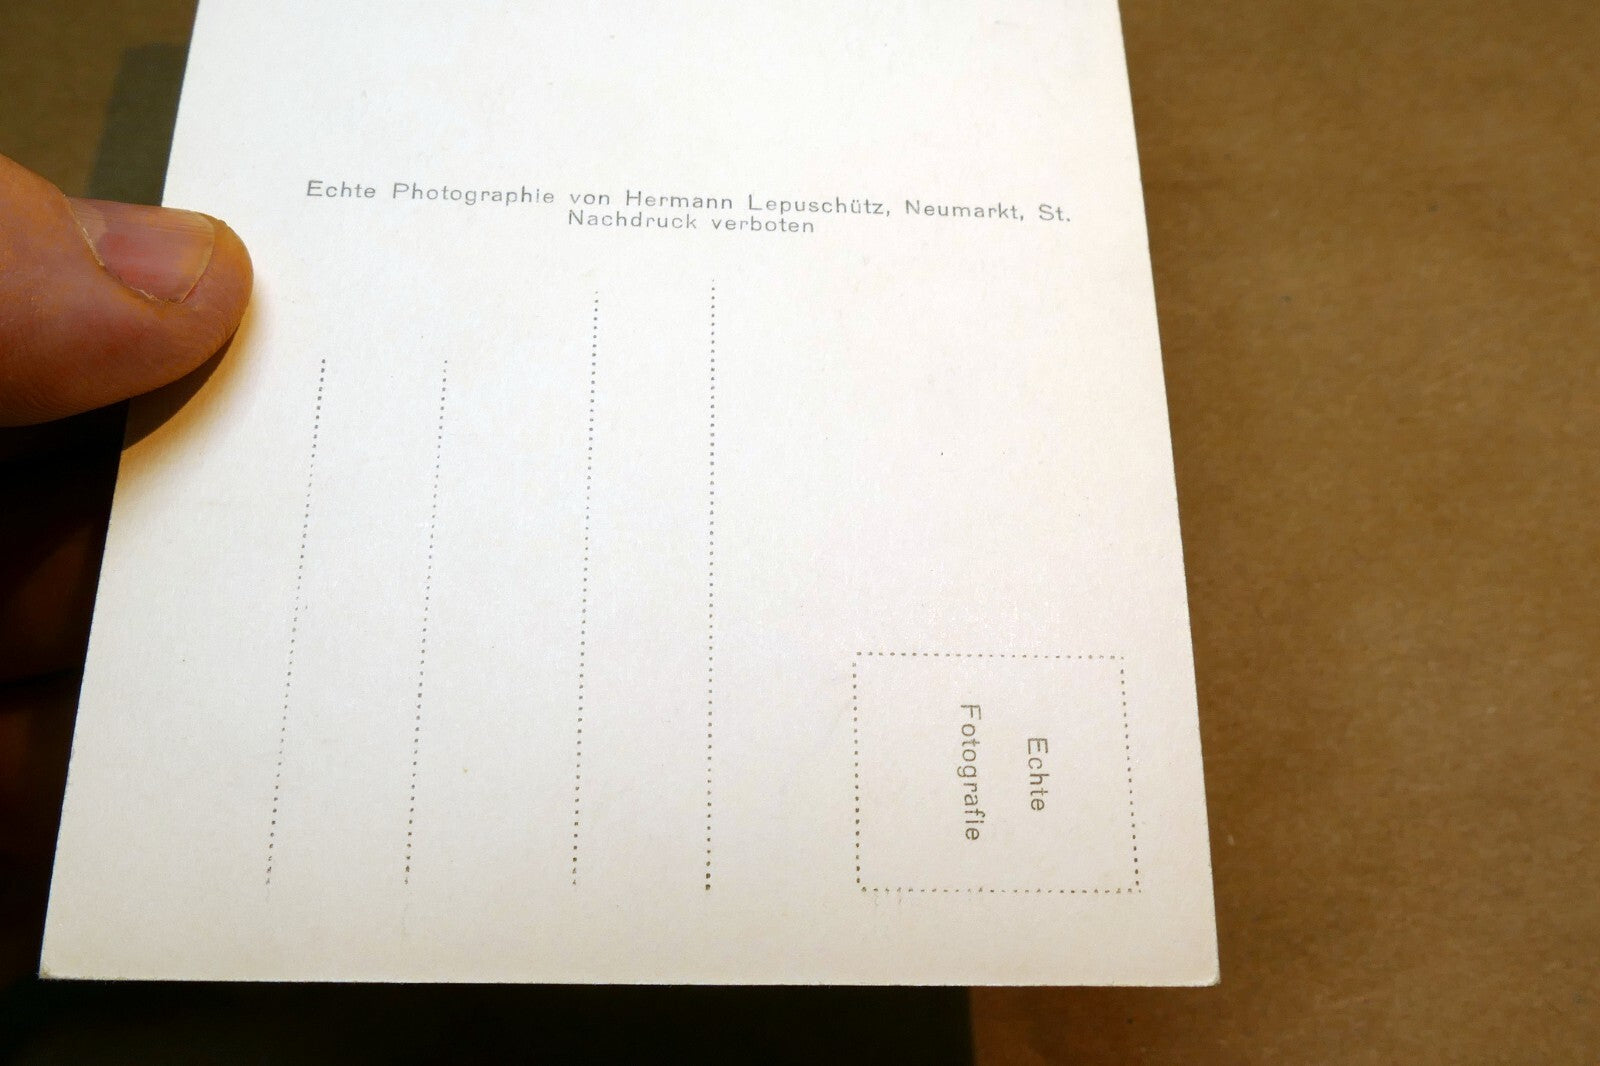 Echte Photographie von Hermann Lepuschütz, Neumarkt, St.
Nachdruck verboten
Echte
Fotografie